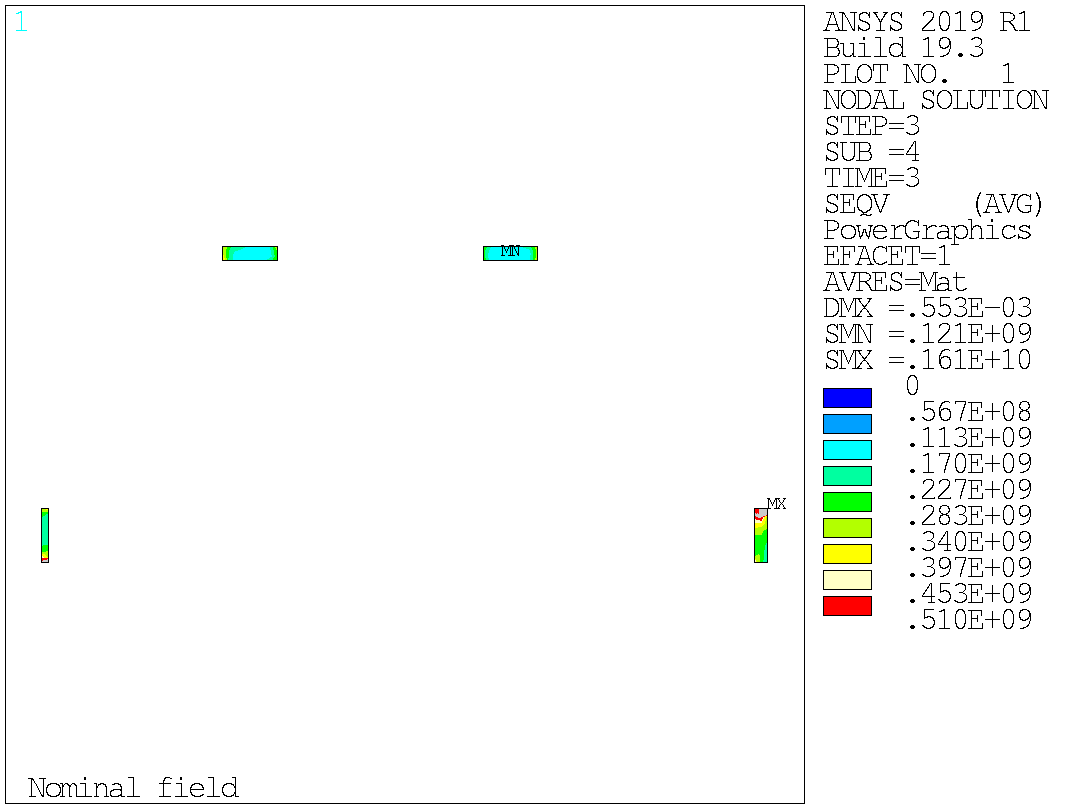 1
ANSYS 2019 R1
Build 19.3
PLOT NO.   1
NODAL SOLUTION
STEP=3
SUB =4
TIME=3
SEQV     (AVG)
PowerGraphics
EFACET=1
AVRES=Mat
DMX =.553E-03
SMN =.121E+09
SMX =.161E+10
0
.567E+08
.113E+09
.170E+09
.227E+09
.283E+09
.340E+09
.397E+09
.453E+09
.510E+09
MN
MX
Nominal field